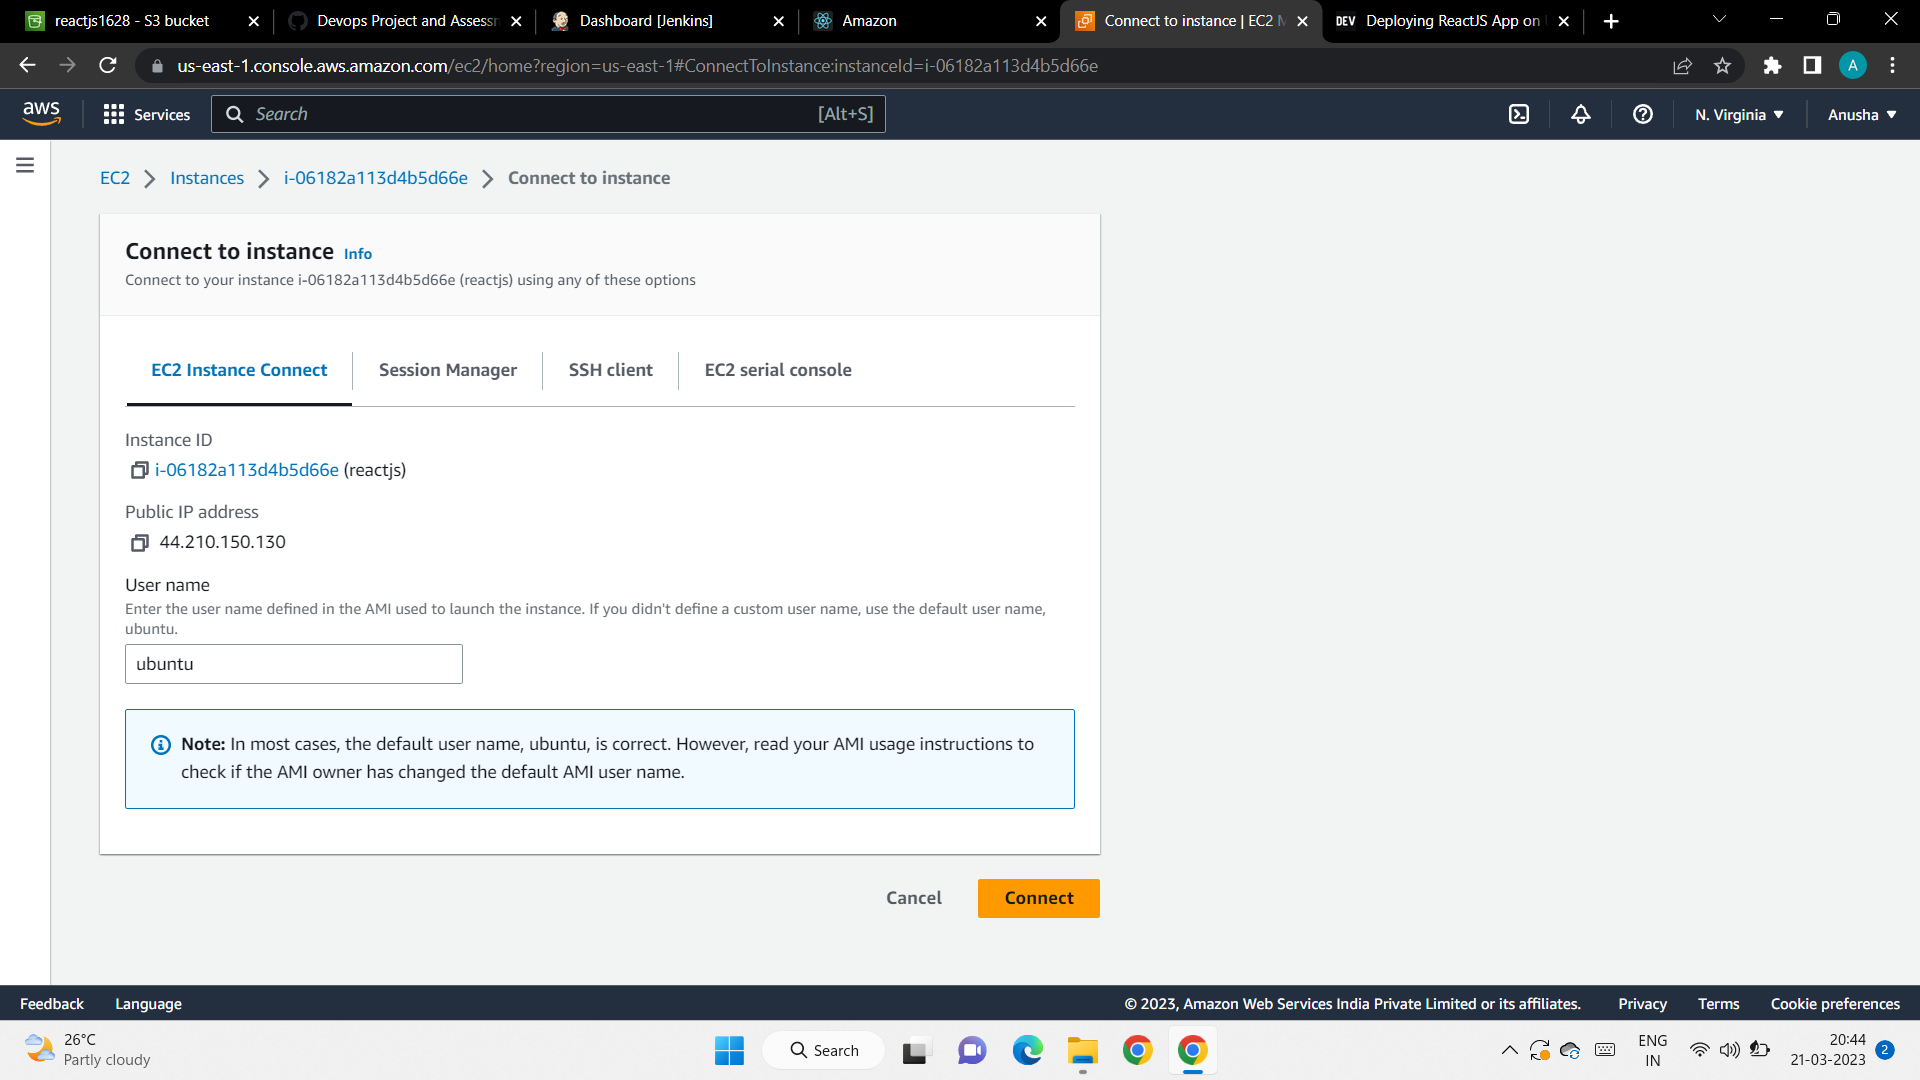 reactjs1628 - S3 bucket
Devops Project and Assessm
Dashboard [Jenkins]
Amazon
Connect to instance | EC2 M
DEV Deploying ReactJS App on
us-east-1.console.aws.amazon.com/ec2/home?region=us-east-1#ConnectToInstance:instanceId=i-06182a113d4b5d66e
A
aws
Services
Search
[Alt+S]
N. Virginia
Anusha
EC2
Instances
i-06182a113d4b5d66e
Connect to instance
Connect to instance Info
Connect to your instance i-06182a113d4b5d66e (reactjs) using any of these options
EC2 Instance Connect
Session Manager
SSH client
EC2 serial console
Instance ID
i-06182a113d4b5d66e (reactjs)
Public IP address
44.210.150.130
User name
Enter the user name defined in the AMI used to launch the instance. If you didn't define a custom user name, use the default user name,
ubuntu.
ubuntu
Note: In most cases, the default user name, ubuntu, is correct. However, read your AMI usage instructions to
check if the AMI owner has changed the default AMI user name.
Cancel
Connect
Feedback
Language
© 2023, Amazon Web Services India Private Limited or its affiliates.
Privacy
Terms
Cookie preferences
26°C
Partly cloudy
Search
ENG
IN
20:44
21-03-2023
2